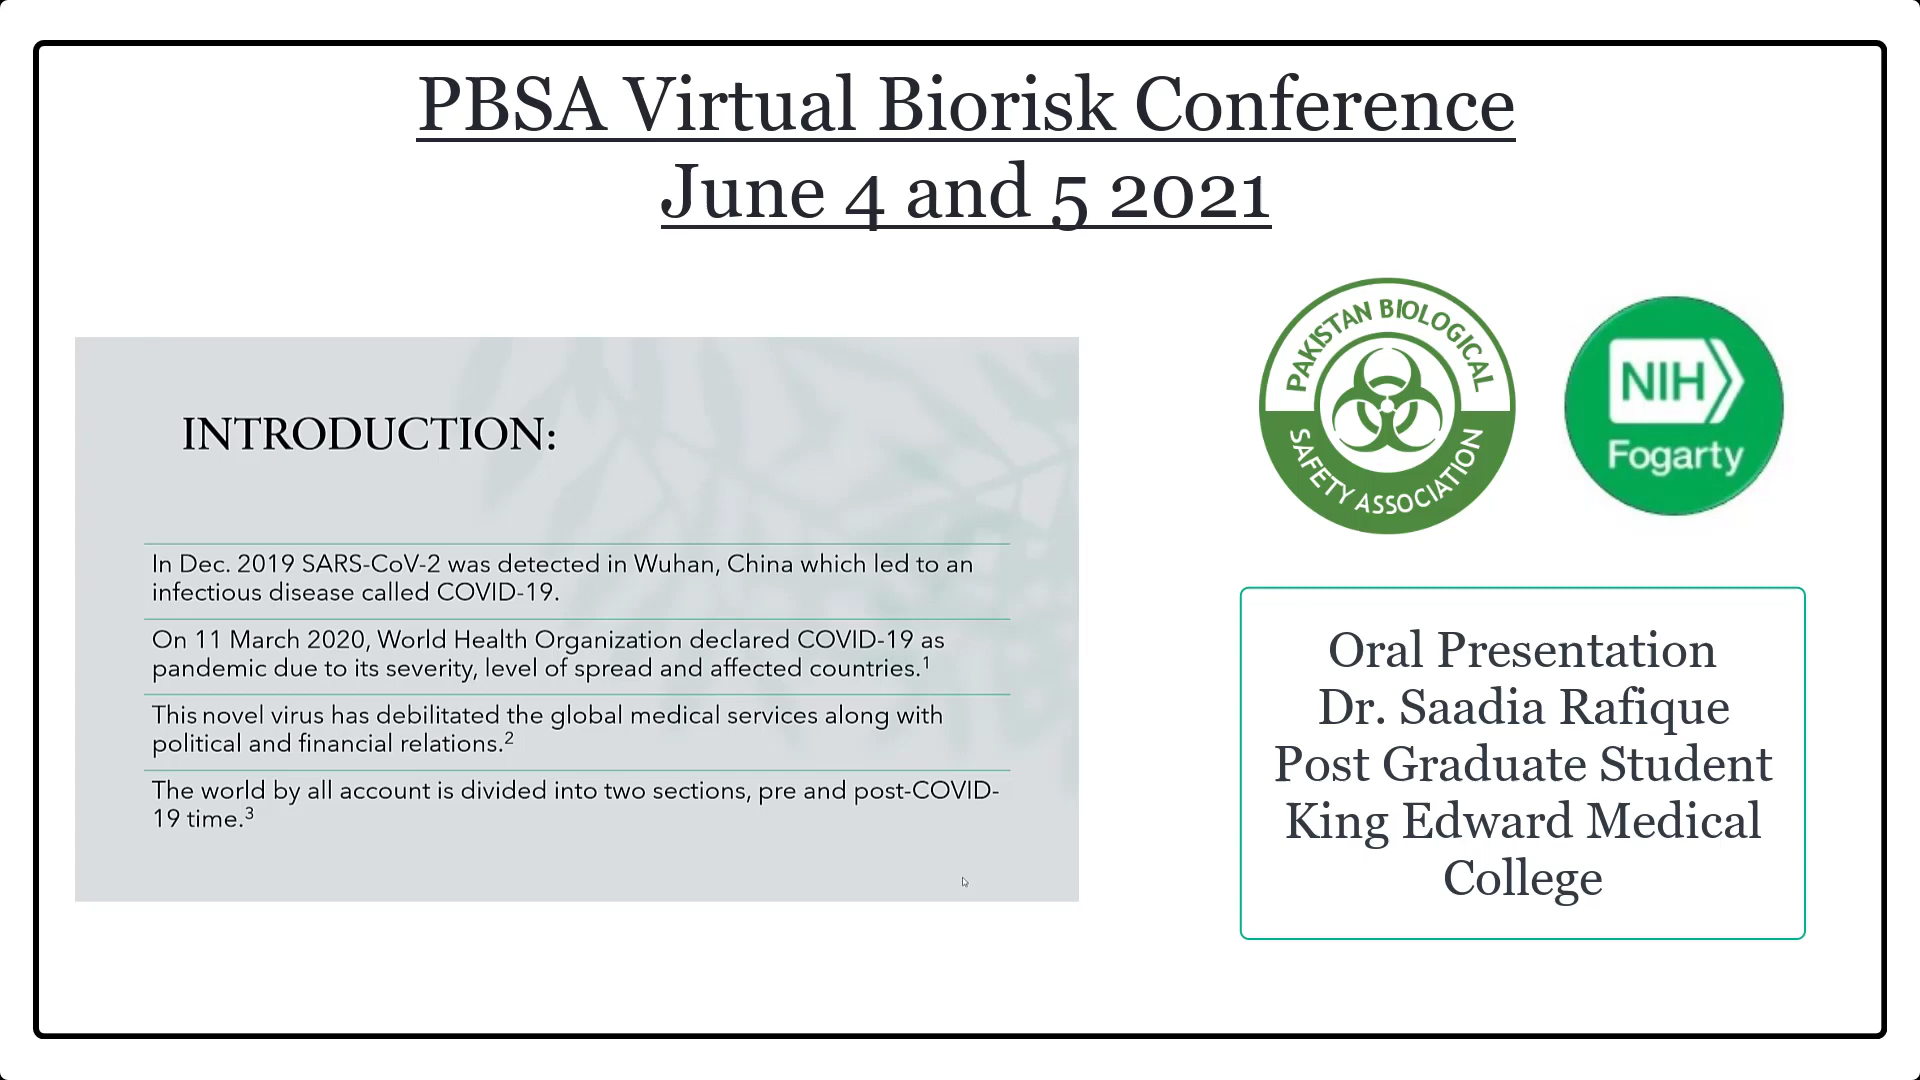 PBSA Virtual Biorisk Conference
June 4 and 5 2021
INTRODUCTION:
In Dec. 2019 SARS-CoV-2 was detected in Wuhan, China which led to an
infectious disease called COVID-19.
On 11 March 2020, World Health Organization declared COVID-19 as
pandemic due to its severity, level of spread and affected countries.¹
This novel virus has debilitated the global medical services along with
political and financial relations.²
The world by all account is divided into two sections, pre and post-COVID-
19 time.³
PAKISTAN BIOLOGICAL
SAFETY ASSOCIATION
NIH
Fogarty
Oral Presentation
Dr. Saadia Rafique
Post Graduate Student
King Edward Medical
College